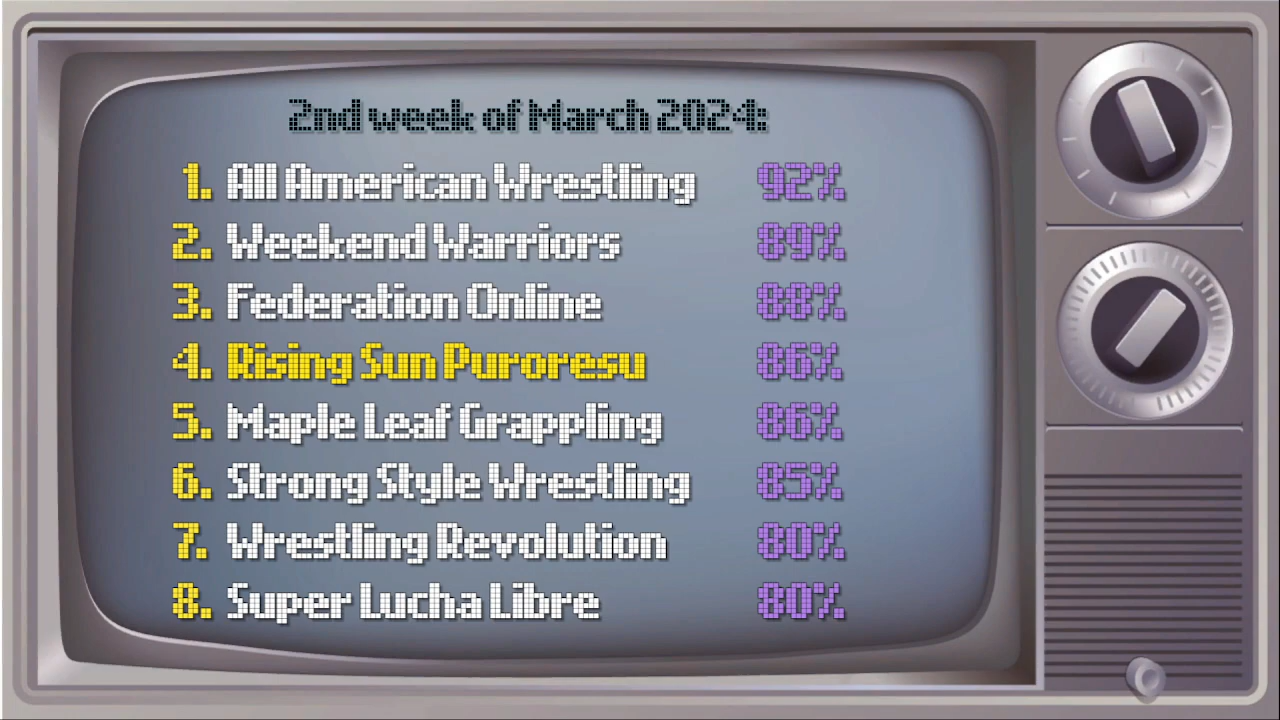 2nd week of March 2024:
1. All American Wrestling 92%
2. Weekend Warriors 89%
3. Federation Online 88%
4. Rising Sun Puroresu 86%
5. Maple Leaf Grappling 86%
6. Strong Style Wrestling 85%
7. Wrestling Revolution 80%
8. Super Lucha Libre 80%